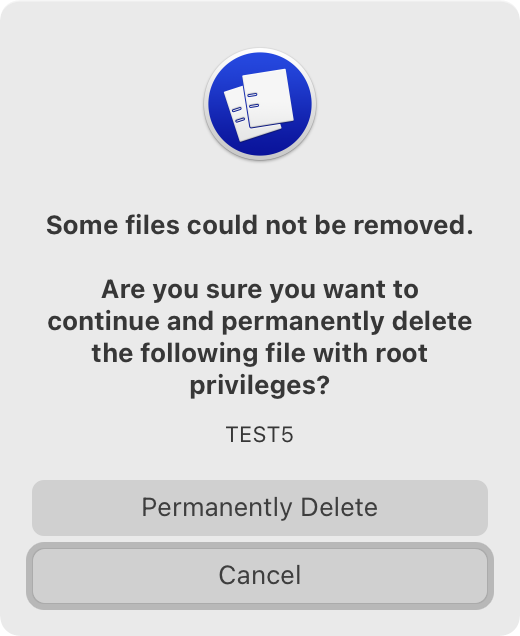 Some files could not be removed.
Are you sure you want to
continue and permanently delete
the following file with root
privileges?
TEST5
Permanently Delete
Cancel